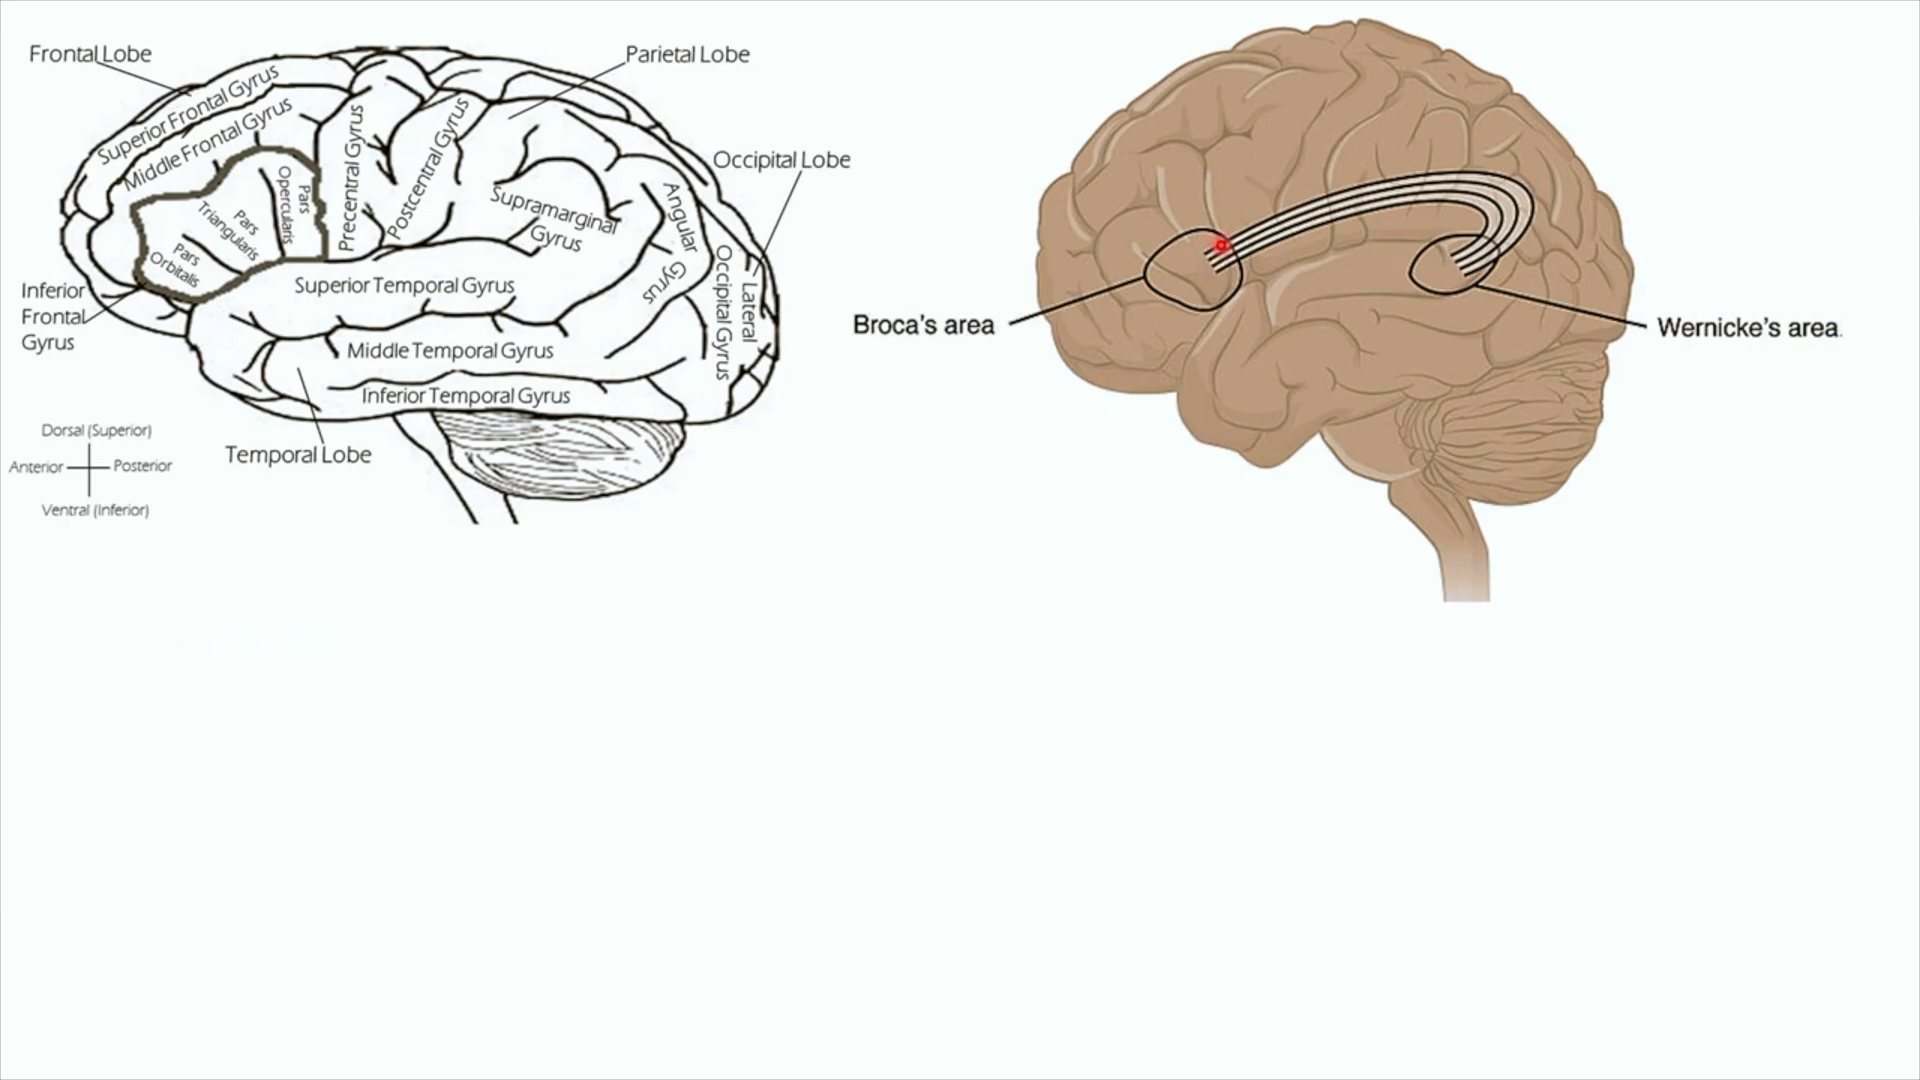 Frontal Lobe
Parietal Lobe
Superior Frontal Gyrus
Middle Frontal Gyrus
Precentral Gyrus
Postcentral Gyrus
Occipital Lobe
Pars
Opercularis
Pars
Triangularis
Pars
Orbitalis
Supramarginal
Gyrus
Angular
Gyrus
Lateral
Occipital Gyrus
Inferior
Frontal
Gyrus
Superior Temporal Gyrus
Middle Temporal Gyrus
Inferior Temporal Gyrus
Temporal Lobe
Dorsal (Superior)
Anterior
Posterior
Ventral (Inferior)
Broca's area
Wernicke's area.